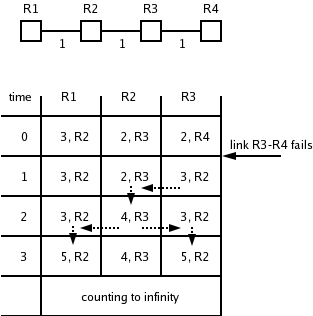 R1 R2 R3 R4
1 1 1
time R1 R2 R3
0 3, R2 2, R3 2, R4
link R3-R4 fails
1 3, R2 2, R3 3, R2
2 3, R2 4, R3 3, R2
3 5, R2 4, R3 5, R2
counting to infinity